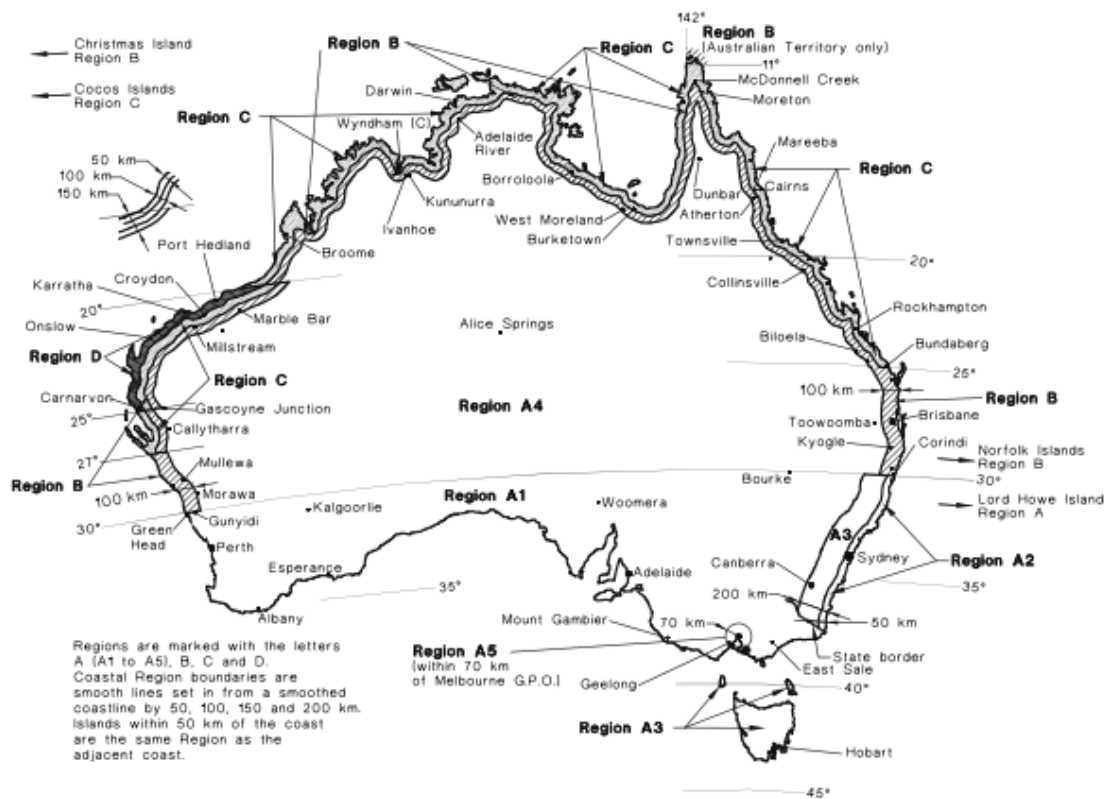 142°
Christmas Island
Region B
Cocos Islands
Region C
Region B
Region C
Region B
(Australian Territory only)
11°
McDonnell Creek
Moreton
Darwin
Region C
Wyndham (C)
Adelaide
River
Mareeba
Region C
50 km
100 km
150 km
Borroloola
Dunbar
Cairns
Kununurra
West Moreland
Atherton
Ivanhoe
Burketown
Townsville
Port Hedland
Broome
20°
Croydon
Collinsville
Karratha
20°
Marble Bar
Rockhampton
Onslow
Alice Springs
Millstream
Biloela
Bundaberg
Region D
25°
Region C
100 km
Region B
Carnarvon
Gascoyne Junction
Region A4
Toowoomba
Brisbane
25°
Callytharra
Kyogle
Corindi
27°
Norfolk Islands
Region B
Mullewa
Bourke
30°
Region B
100 km
Morawa
Region A1
Woomera
Lord Howe Island
Region A
30°
Gunyidi
Kalgoorlie
Green
Head
A3
Perth
Sydney
Region A2
Esperance
Adelaide
Canberra
35°
35°
200 km
Albany
Mount Gambier
70 km
50 km
Regions are marked with the letters
A (A1 to A5), B, C and D.
Coastal Region boundaries are
smooth lines set in from a smoothed
coastline by 50, 100, 150 and 200 km.
Islands within 50 km of the coast
are the same Region as the
adjacent coast.
Region A5
(within 70 km
of Melbourne G.P.O.)
State border
East Sale
Geelong
40°
Region A3
Hobart
45°